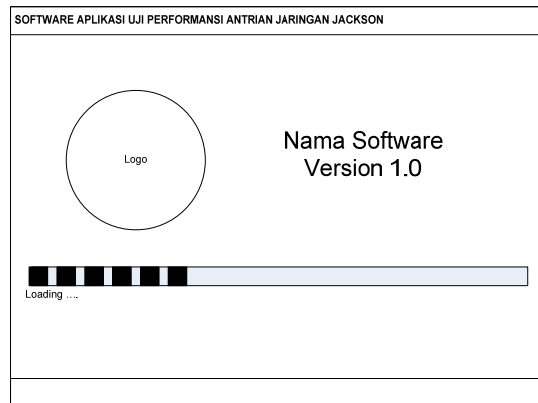 SOFTWARE APLIKASI UJI PERFORMANSI ANTRIAN JARINGAN JACKSON
Logo
Nama Software
Version 1.0
Loading ....